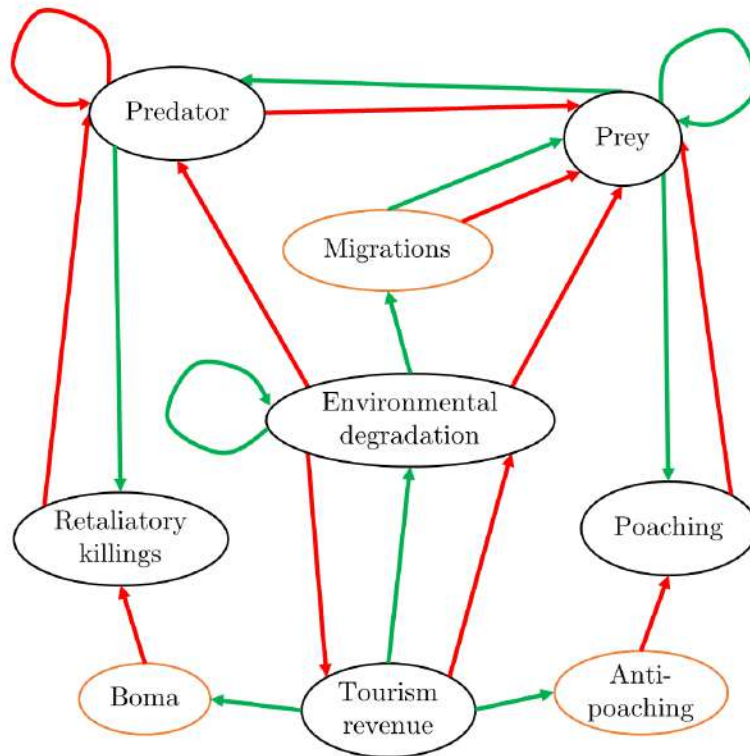 Predator
Prey
Migrations
Environmental
degradation
Retaliatory
killings
Poaching
Boma
Tourism
revenue
Anti-
poaching